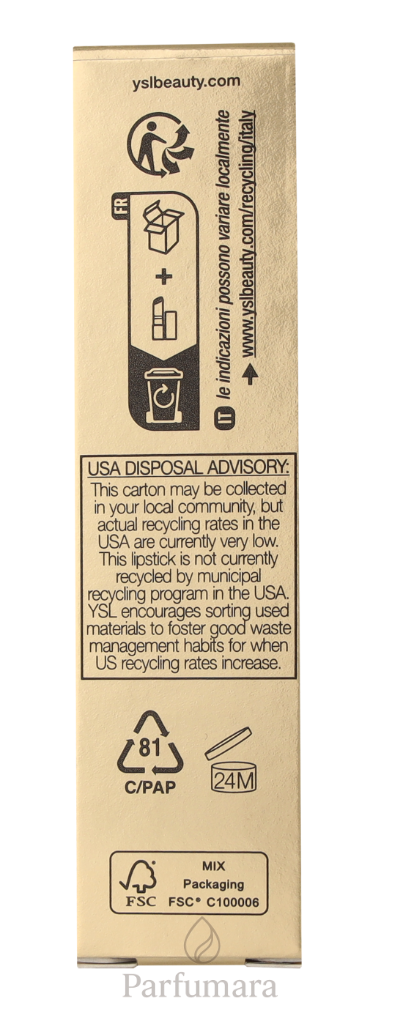 yslbeauty.com
FR
IT le indicazioni possono variare localmente
www.yslbeauty.com/recycling/italy
USA DISPOSAL ADVISORY:
This carton may be collected
in your local community, but
actual recycling rates in the
USA are currently very low.
This lipstick is not currently
recycled by municipal
recycling program in the USA.
YSL encourages sorting used
materials to foster good waste
management habits for when
US recycling rates increase.
81
C/PAP
24M
MIX
Packaging
FSC
FSC® C100006
Parfumara